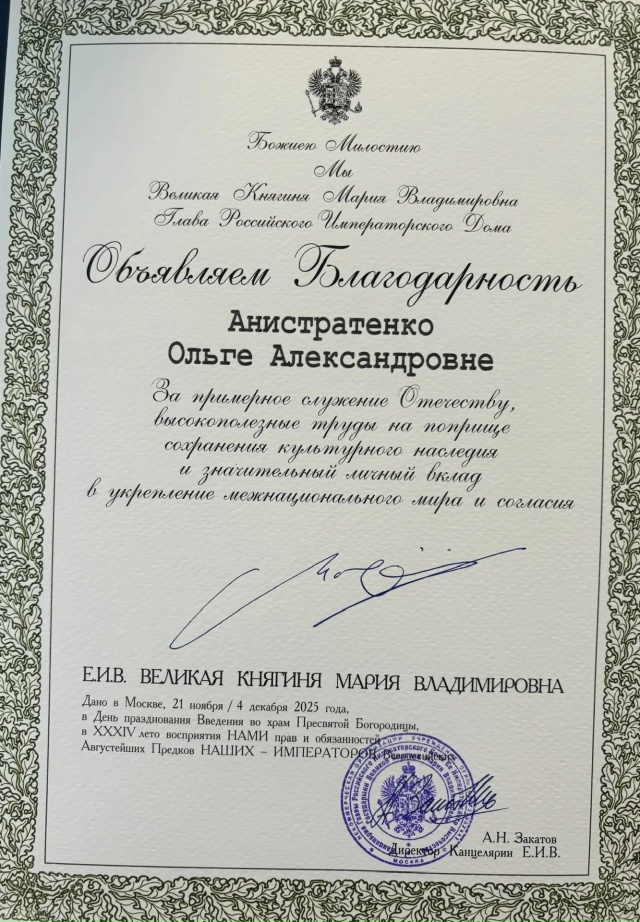 Божиею Милостию
Мы
Великая Княгиня Мария Владимировна
Глава Российского Императорского Дома
Объявляем Благодарность
Анистратенко
Ольге Александровне
За примерное служение Отечеству,
высокополезные труды на поприще
сохранения культурного наследия
и значительный личный вклад
в укрепление межнационального мира и согласия
Е.И.В. ВЕЛИКАЯ КНЯГИНЯ МАРИЯ ВЛАДИМИРОВНА
Дано в Москве, 21 ноября / 4 декабря 2025 года,
в День празднования Введения во храм Пресвятой Богородицы,
в XXXIV лето восприятия НАМИ прав и обязанностей
Августейших Предков НАШИХ – ИМПЕРАТОРОВ Всероссийских
МОСКВА
А.Н. Закатов
Директор Канцелярии Е.И.В.